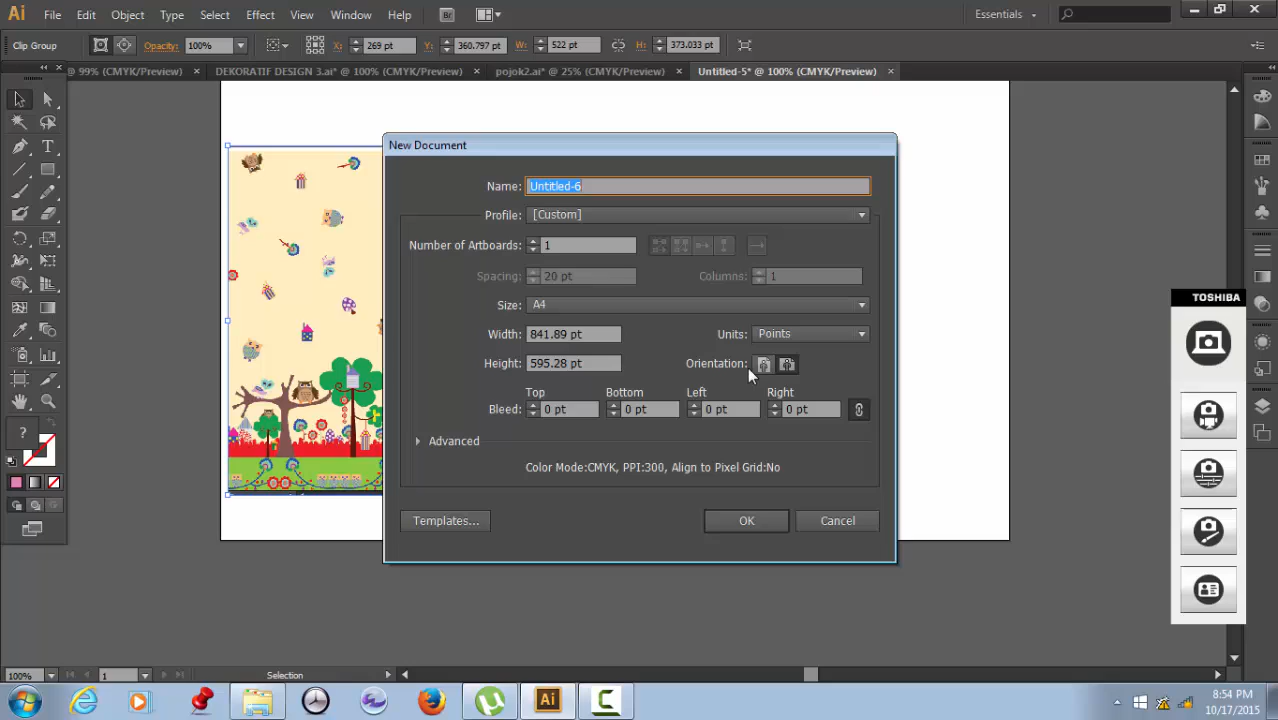 Ai File Edit Object Type Select Effect View Window Help Br Essentials
Clip Group Opacity: 100% X: 269 pt Y: 360.797 pt W: 522 pt H: 373.033 pt
@ 99% (CMYK/Preview) × DEKORATIF DESIGN 3.ai* @ 100% (CMYK/Preview) × pojok2.ai* @ 25% (CMYK/Preview) × Untitled-5* @ 100% (CMYK/Preview) ×
New Document
Name: Untitled-6
Profile: [Custom]
Number of Artboards: 1
Spacing: 20 pt Columns: 1
Size: A4
Width: 841.89 pt Units: Points
Height: 595.28 pt Orientation:
Top Bottom Left Right
Bleed: 0 pt 0 pt 0 pt 0 pt
Advanced
Color Mode:CMYK, PPI:300, Align to Pixel Grid:No
Templates... OK Cancel
TOSHIBA
?
100% 1 Selection
Ai
8:54 PM
10/17/2015